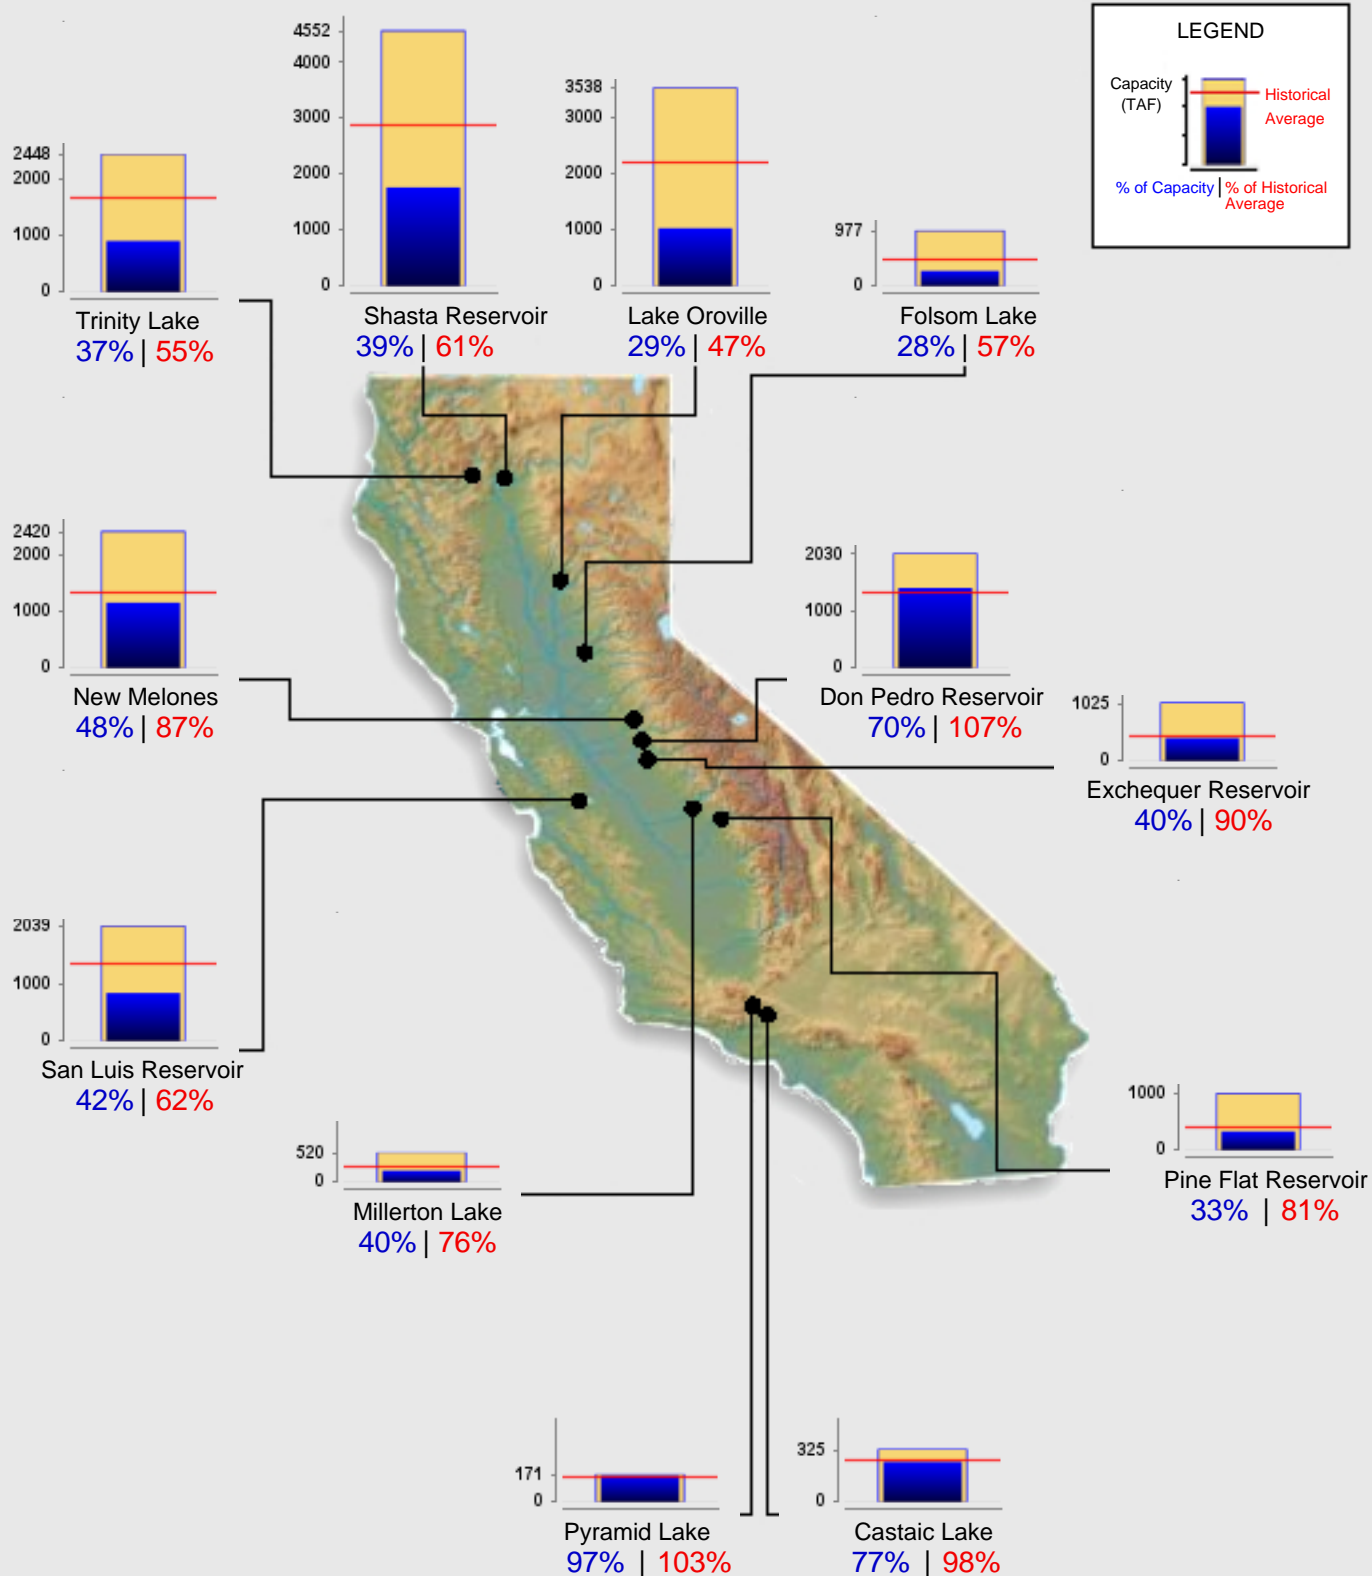 LEGEND
Capacity
(TAF)
Historical
Average
% of Capacity | % of Historical
Average
4552
4000
3000
2000
1000
0
Shasta Reservoir
39% | 61%
3538
3000
2000
1000
0
Lake Oroville
29% | 47%
2448
2000
1000
0
Trinity Lake
37% | 55%
977
0
Folsom Lake
28% | 57%
2420
2000
1000
0
New Melones
48% | 87%
2030
1000
0
Don Pedro Reservoir
70% | 107%
1025
0
Exchequer Reservoir
40% | 90%
2039
1000
0
San Luis Reservoir
42% | 62%
520
0
Millerton Lake
40% | 76%
1000
0
Pine Flat Reservoir
33% | 81%
171
0
Pyramid Lake
97% | 103%
325
0
Castaic Lake
77% | 98%